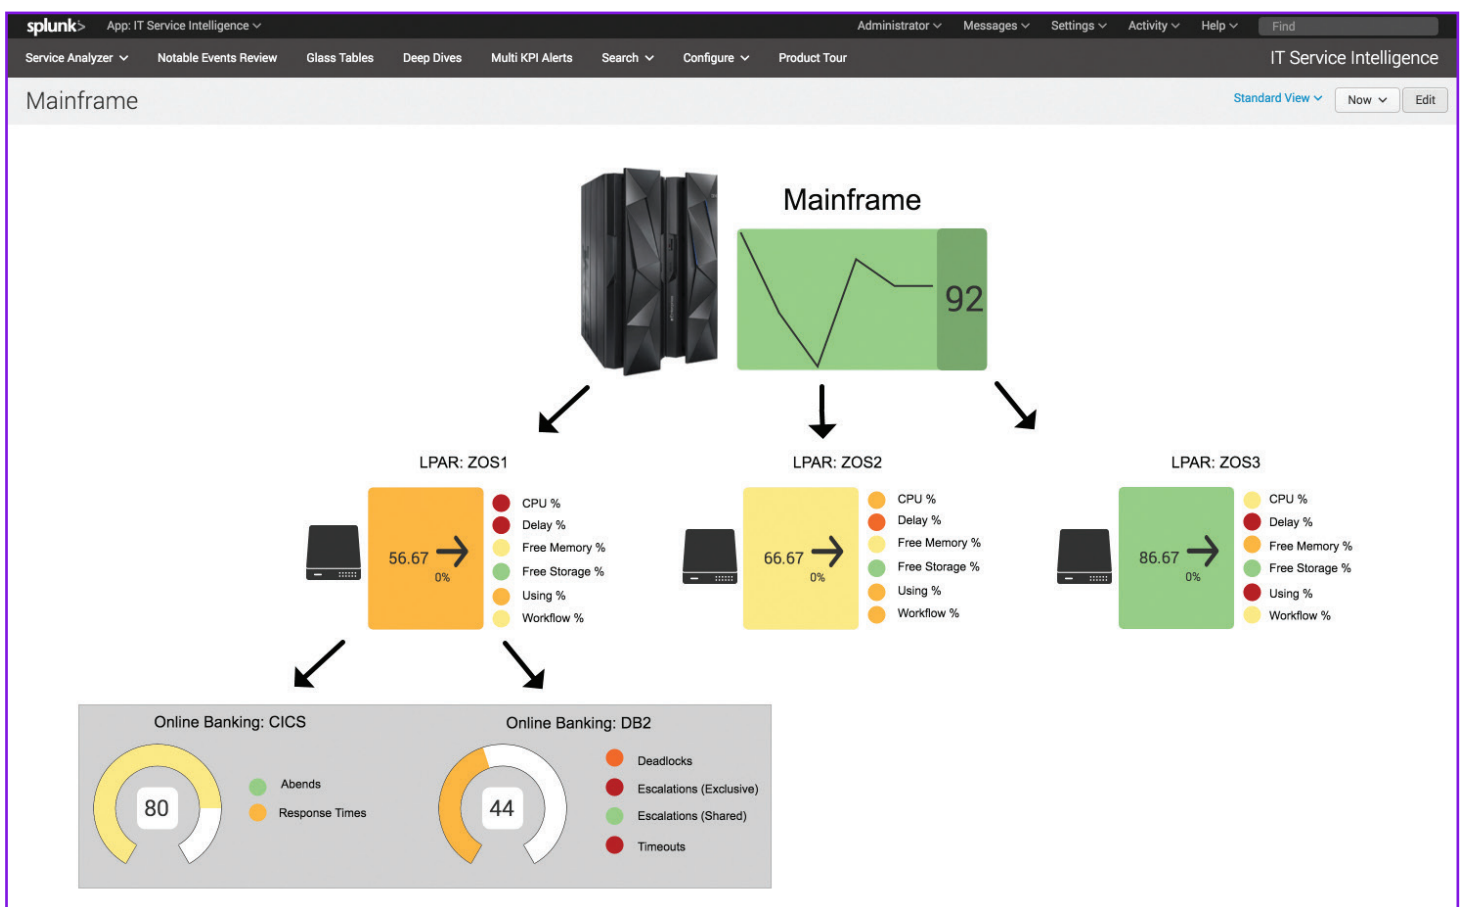 splunk> App: IT Service Intelligence Administrator Messages Settings Activity Help Find
Service Analyzer Notable Events Review Glass Tables Deep Dives Multi KPI Alerts Search Configure Product Tour IT Service Intelligence
Mainframe Standard View Now Edit
Mainframe
92
LPAR: ZOS1
56.67
0%
CPU %
Delay %
Free Memory %
Free Storage %
Using %
Workflow %
LPAR: ZOS2
66.67
0%
CPU %
Delay %
Free Memory %
Free Storage %
Using %
Workflow %
LPAR: ZOS3
86.67
0%
CPU %
Delay %
Free Memory %
Free Storage %
Using %
Workflow %
Online Banking: CICS
80
Abends
Response Times
Online Banking: DB2
44
Deadlocks
Escalations (Exclusive)
Escalations (Shared)
Timeouts